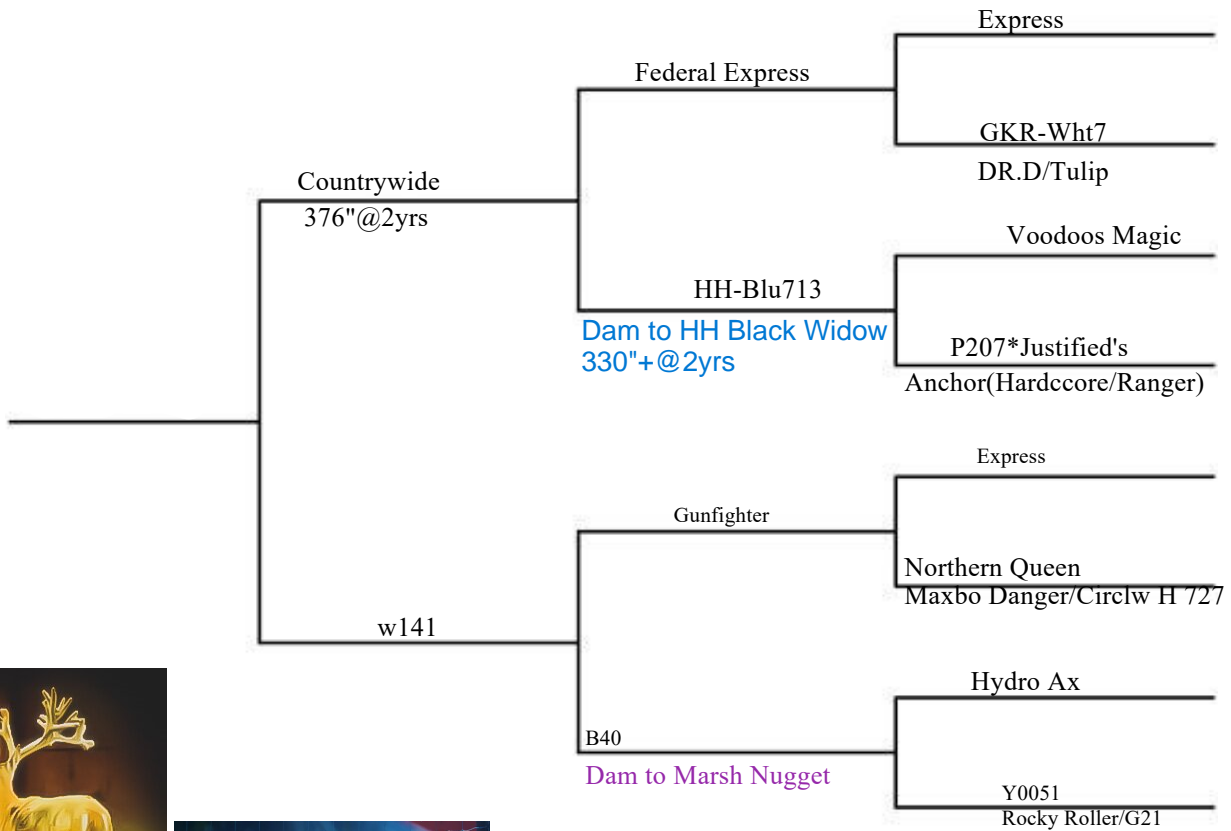 Express
Federal Express
GKR-Wht7
DR.D/Tulip
Countrywide
376"@2yrs
Voodoos Magic
HH-Blu713
Dam to HH Black Widow
330"+@2yrs
P207*Justified's
Anchor(Hardccore/Ranger)
Express
Gunfighter
Northern Queen
Maxbo Danger/Circlw H 727
w141
Hydro Ax
B40
Dam to Marsh Nugget
Y0051
Rocky Roller/G21